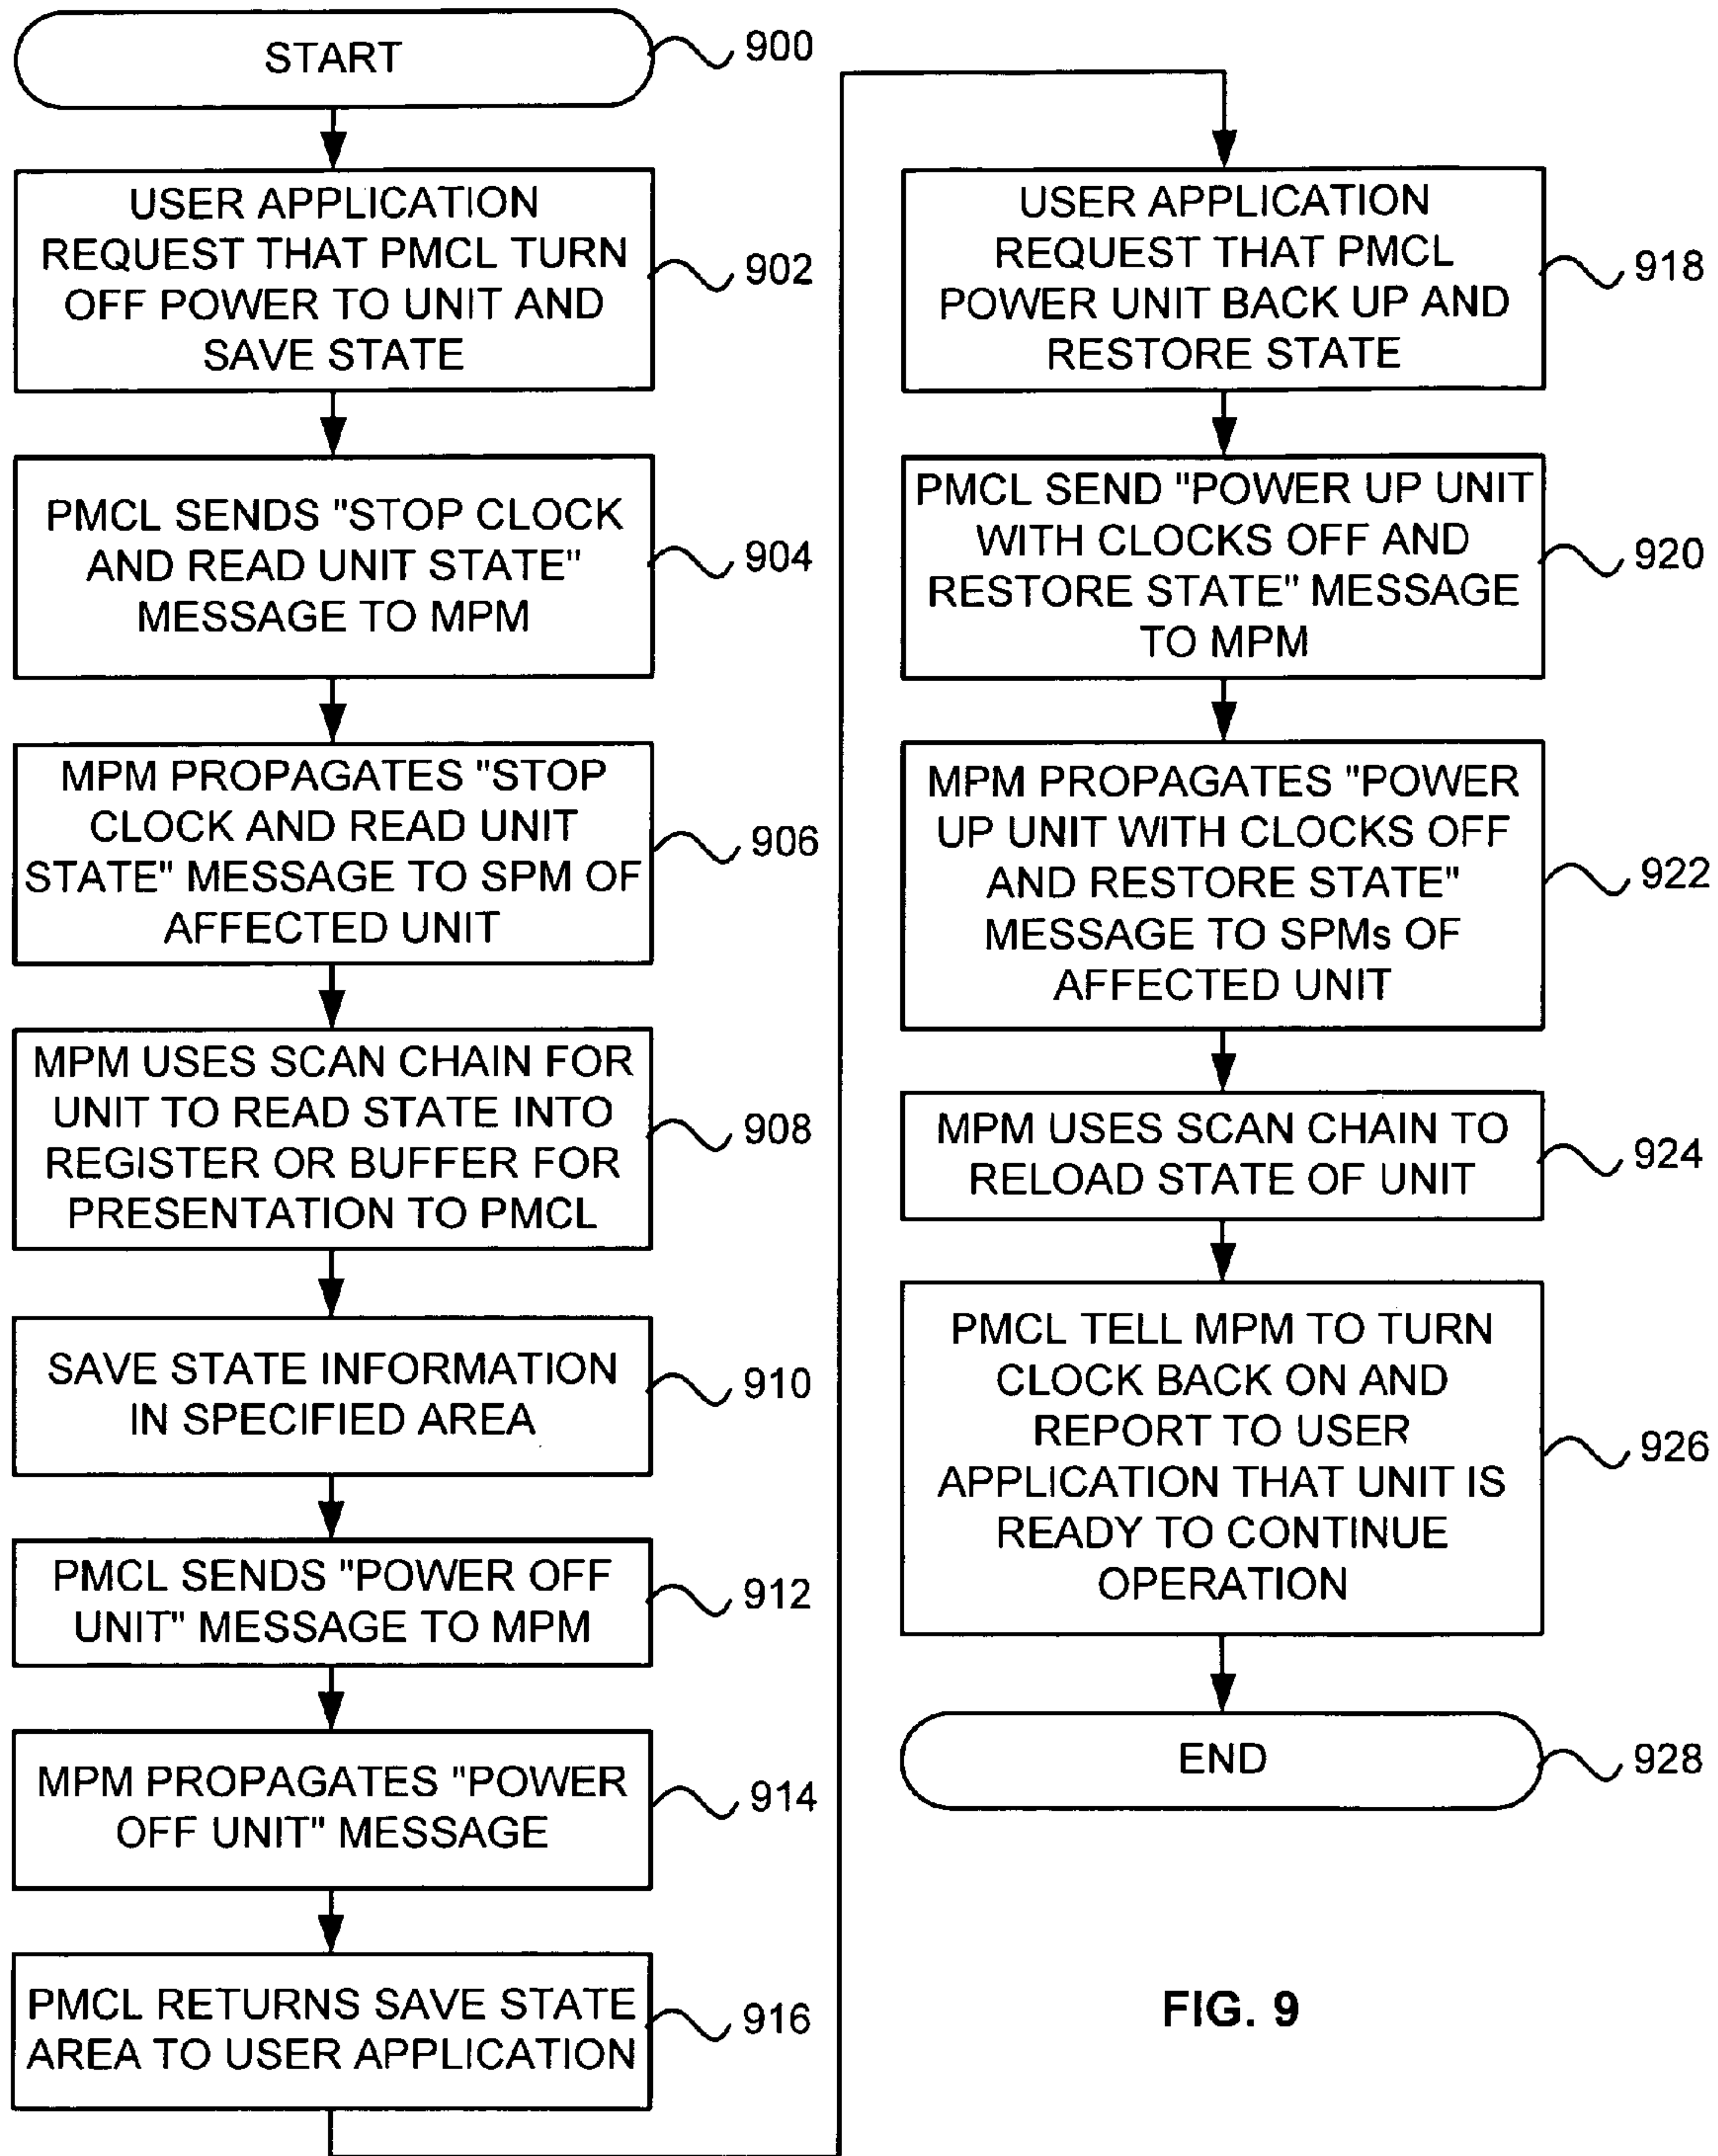 START
900
USER APPLICATION
REQUEST THAT PMCL TURN
OFF POWER TO UNIT AND
SAVE STATE
902
PMCL SENDS "STOP CLOCK
AND READ UNIT STATE"
MESSAGE TO MPM
904
MPM PROPAGATES "STOP
CLOCK AND READ UNIT
STATE" MESSAGE TO SPM OF
AFFECTED UNIT
906
MPM USES SCAN CHAIN FOR
UNIT TO READ STATE INTO
REGISTER OR BUFFER FOR
PRESENTATION TO PMCL
908
SAVE STATE INFORMATION
IN SPECIFIED AREA
910
PMCL SENDS "POWER OFF
UNIT" MESSAGE TO MPM
912
MPM PROPAGATES "POWER
OFF UNIT" MESSAGE
914
PMCL RETURNS SAVE STATE
AREA TO USER APPLICATION
916
USER APPLICATION
REQUEST THAT PMCL
POWER UNIT BACK UP AND
RESTORE STATE
918
PMCL SEND "POWER UP UNIT
WITH CLOCKS OFF AND
RESTORE STATE" MESSAGE
TO MPM
920
MPM PROPAGATES "POWER
UP UNIT WITH CLOCKS OFF
AND RESTORE STATE"
MESSAGE TO SPMs OF
AFFECTED UNIT
922
MPM USES SCAN CHAIN TO
RELOAD STATE OF UNIT
924
PMCL TELL MPM TO TURN
CLOCK BACK ON AND
REPORT TO USER
APPLICATION THAT UNIT IS
READY TO CONTINUE
OPERATION
926
END
928
FIG. 9